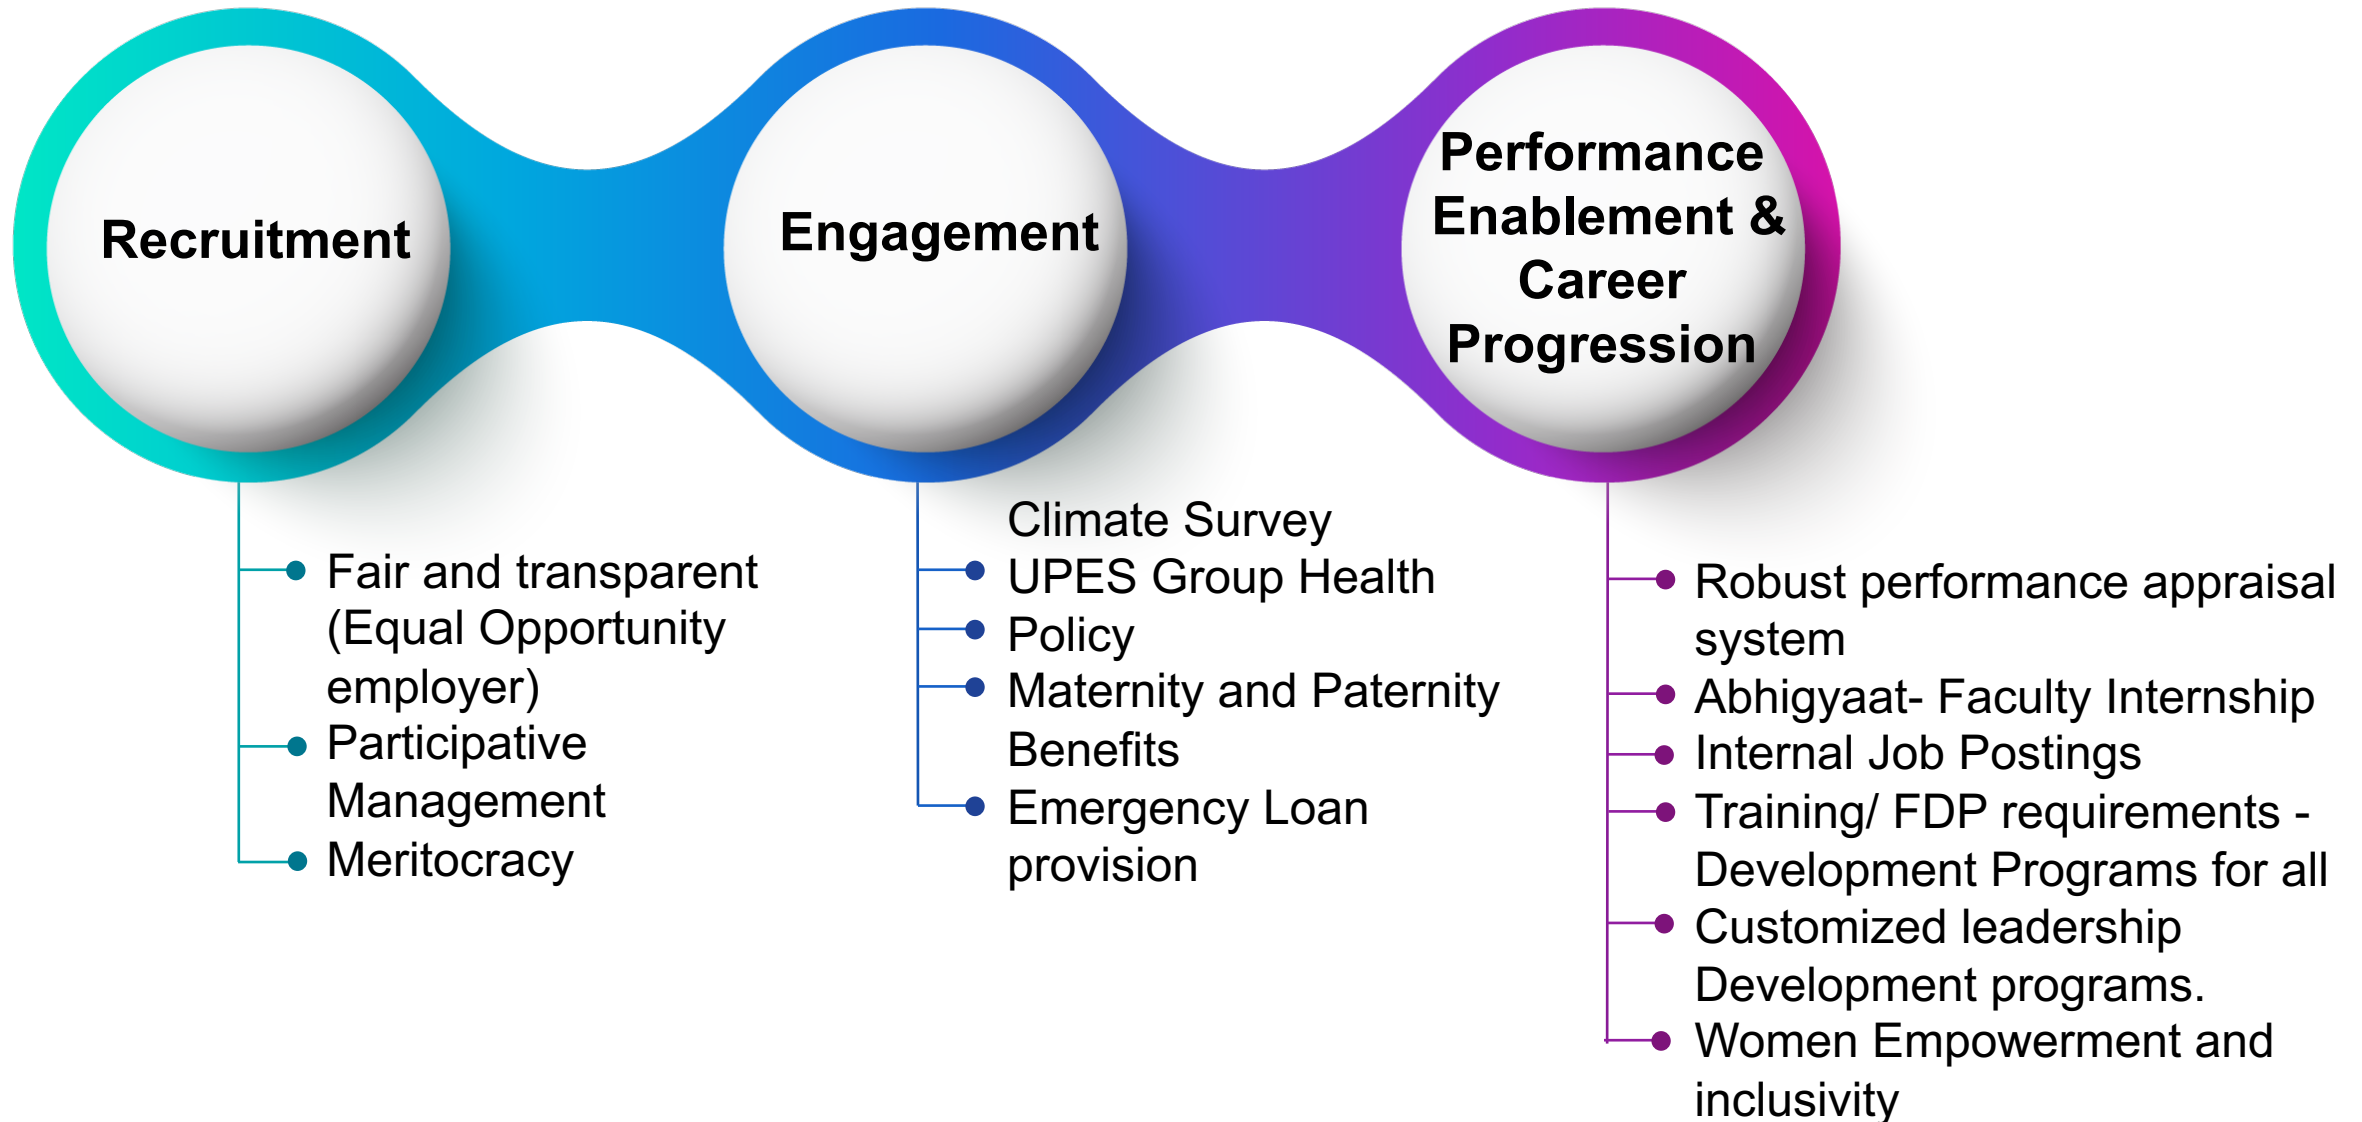 Recruitment
Fair and transparent
(Equal Opportunity
employer)
Participative
Management
Meritocracy
Engagement
Climate Survey
UPES Group Health
Policy
Maternity and Paternity
Benefits
Emergency Loan
provision
Performance
Enablement &
Career
Progression
Robust performance appraisal
system
Abhigyaat- Faculty Internship
Internal Job Postings
Training/ FDP requirements -
Development Programs for all
Customized leadership
Development programs.
Women Empowerment and
inclusivity